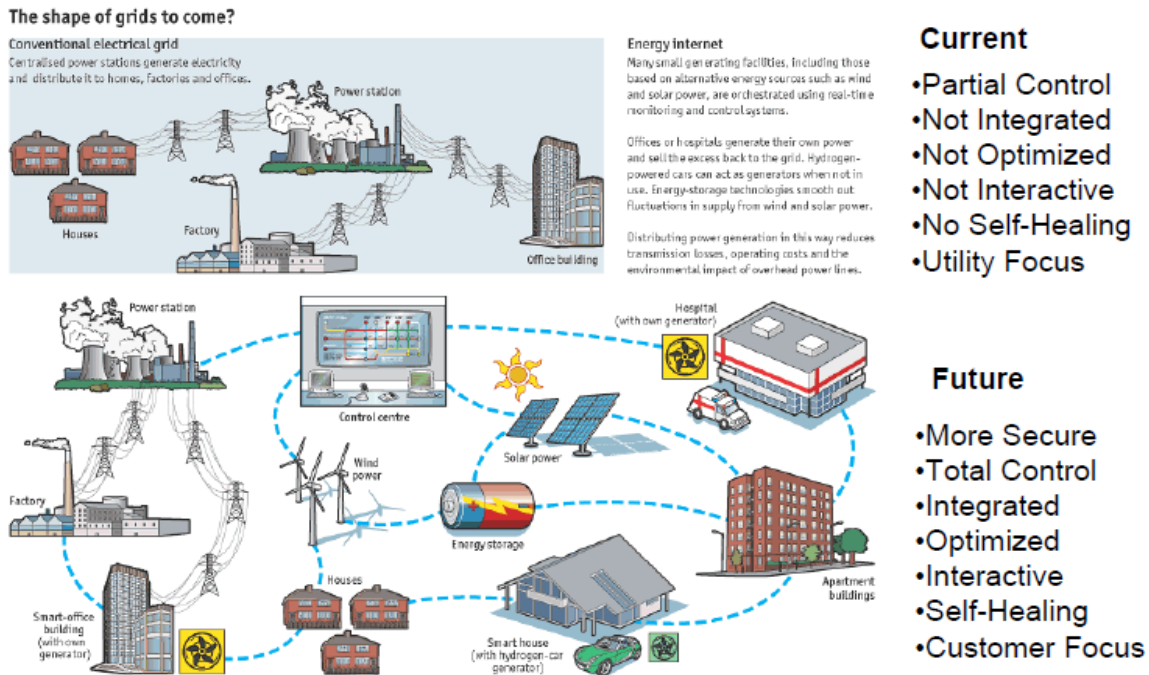 The shape of grids to come?
Conventional electrical grid
Centralised power stations generate electricity
and distribute it to homes, factories and offices.
Power station
Houses
Factory
Office building
Energy internet
Many small generating facilities, including those
based on alternative energy sources such as wind
and solar power, are orchestrated using real-time
monitoring and control systems.
Offices or hospitals generate their own power
and sell the excess back to the grid. Hydrogen-
powered cars can act as generators when not in
use. Energy-storage technologies smooth out
fluctuations in supply from wind and solar power.
Distributing power generation in this way reduces
transmission losses, operating costs and the
environmental impact of overhead power lines.
Current
•Partial Control
•Not Integrated
•Not Optimized
•Not Interactive
•No Self-Healing
•Utility Focus
Power station
Control centre
Hospital
(with own generator)
Solar power
Wind
power
Factory
Energy storage
Houses
Apartment
buildings
Smart-office
building
(with own
generator)
Smart house
(with hydrogen-car
generator)
Future
•More Secure
•Total Control
•Integrated
•Optimized
•Interactive
•Self-Healing
•Customer Focus